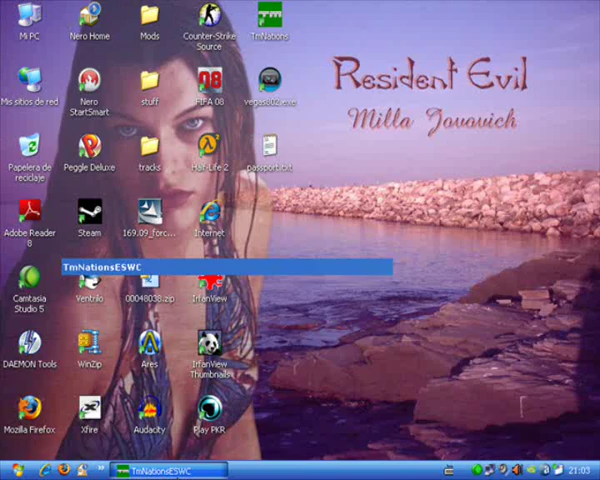 Mi PC
Nero Home
Mods
Counter-Strike Source
TmNations
Resident Evil
Milla Jovovich
Mis sitios de red
Nero StartSmart
stuff
FIFA 08
vegas802.exe
Papelera de reciclaje
Peggle Deluxe
tracks
Half-Life 2
passport.txt
Adobe Reader 8
Steam
169.09_forc...
Internet
TmNationsESWC
Camtasia Studio 5
Ventrilo
00048038.zip
IrfanView
DAEMON Tools
WinZip
Ares
IrfanView Thumbnails
Mozilla Firefox
Xfire
Audacity
Play PKR
TmNationsESWC
21:03